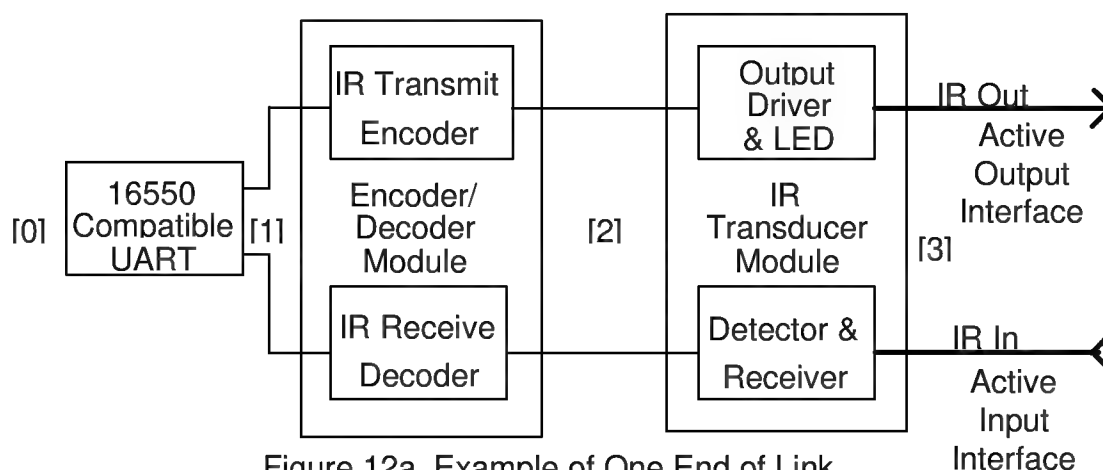 [0]
16550
Compatible
UART
[1]
IR Transmit
Encoder
Encoder/
Decoder
Module
IR Receive
Decoder
[2]
Output
Driver
& LED
IR
Transducer
Module
Detector &
Receiver
[3]
IR Out
Active
Output
Interface
IR In
Active
Input
Interface
Figure 12a. Example of One End of Link